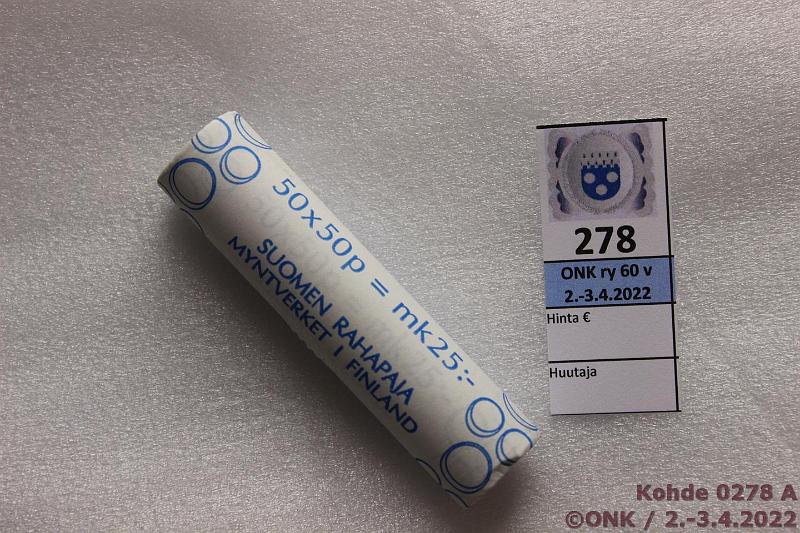 50x50p = mk25:-
SUOMEN RAHAPAJA
MYNTVERKET I FINLAND
278
ONK ry 60 v
2.-3.4.2022
Hinta €
Huutaja
Kohde 0278 A
©ONK / 2.-3.4.2022